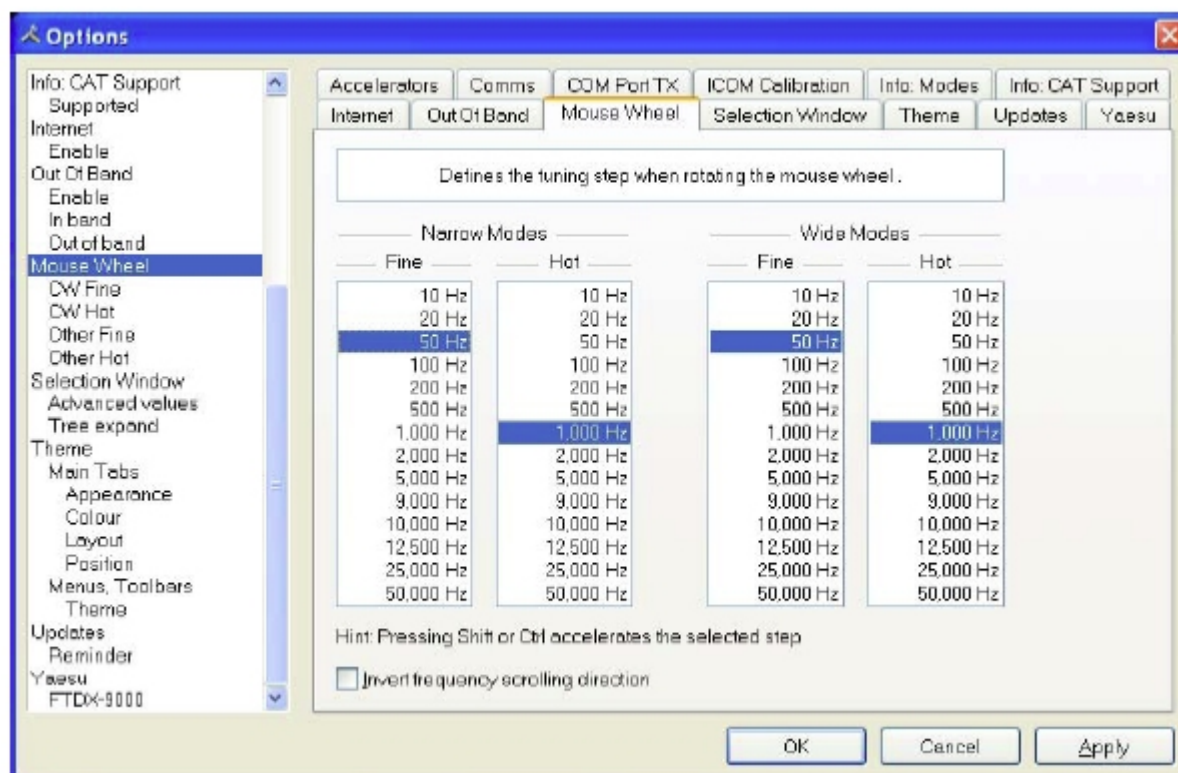 Options
Info: CAT Support
Supported
Internet
Enable
Out Of Band
Enable
In band
Out of band
Mouse Wheel
CW Fine
CW Hot
Other Fine
Other Hot
Selection Window
Advanced values
Tree expand
Theme
Main Tabs
Appearance
Colour
Layout
Position
Menus, Toolbars
Theme
Updates
Reminder
Yaesu
FTDX-9000
Accelerators Comms COM Port TX ICOM Calibration Info: Modes Info: CAT Support
Internet Out Of Band Mouse Wheel Selection Window Theme Updates Yaesu
Defines the tuning step when rotating the mouse wheel.
Narrow Modes Wide Modes
Fine Hot Fine Hot
10 Hz 10 Hz 10 Hz 10 Hz
20 Hz 20 Hz 20 Hz 20 Hz
50 Hz 50 Hz 50 Hz 50 Hz
100 Hz 100 Hz 100 Hz 100 Hz
200 Hz 200 Hz 200 Hz 200 Hz
500 Hz 500 Hz 500 Hz 500 Hz
1,000 Hz 1,000 Hz 1,000 Hz 1,000 Hz
2,000 Hz 2,000 Hz 2,000 Hz 2,000 Hz
5,000 Hz 5,000 Hz 5,000 Hz 5,000 Hz
9,000 Hz 9,000 Hz 9,000 Hz 9,000 Hz
10,000 Hz 10,000 Hz 10,000 Hz 10,000 Hz
12,500 Hz 12,500 Hz 12,500 Hz 12,500 Hz
25,000 Hz 25,000 Hz 25,000 Hz 25,000 Hz
50,000 Hz 50,000 Hz 50,000 Hz 50,000 Hz
Hint: Pressing Shift or Ctrl accelerates the selected step
Invert frequency scrolling direction
OK Cancel Apply